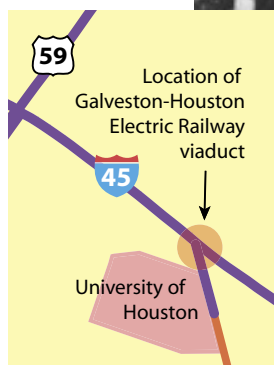 59
Location of
Galveston-Houston
Electric Railway
viaduct
45
University of
Houston